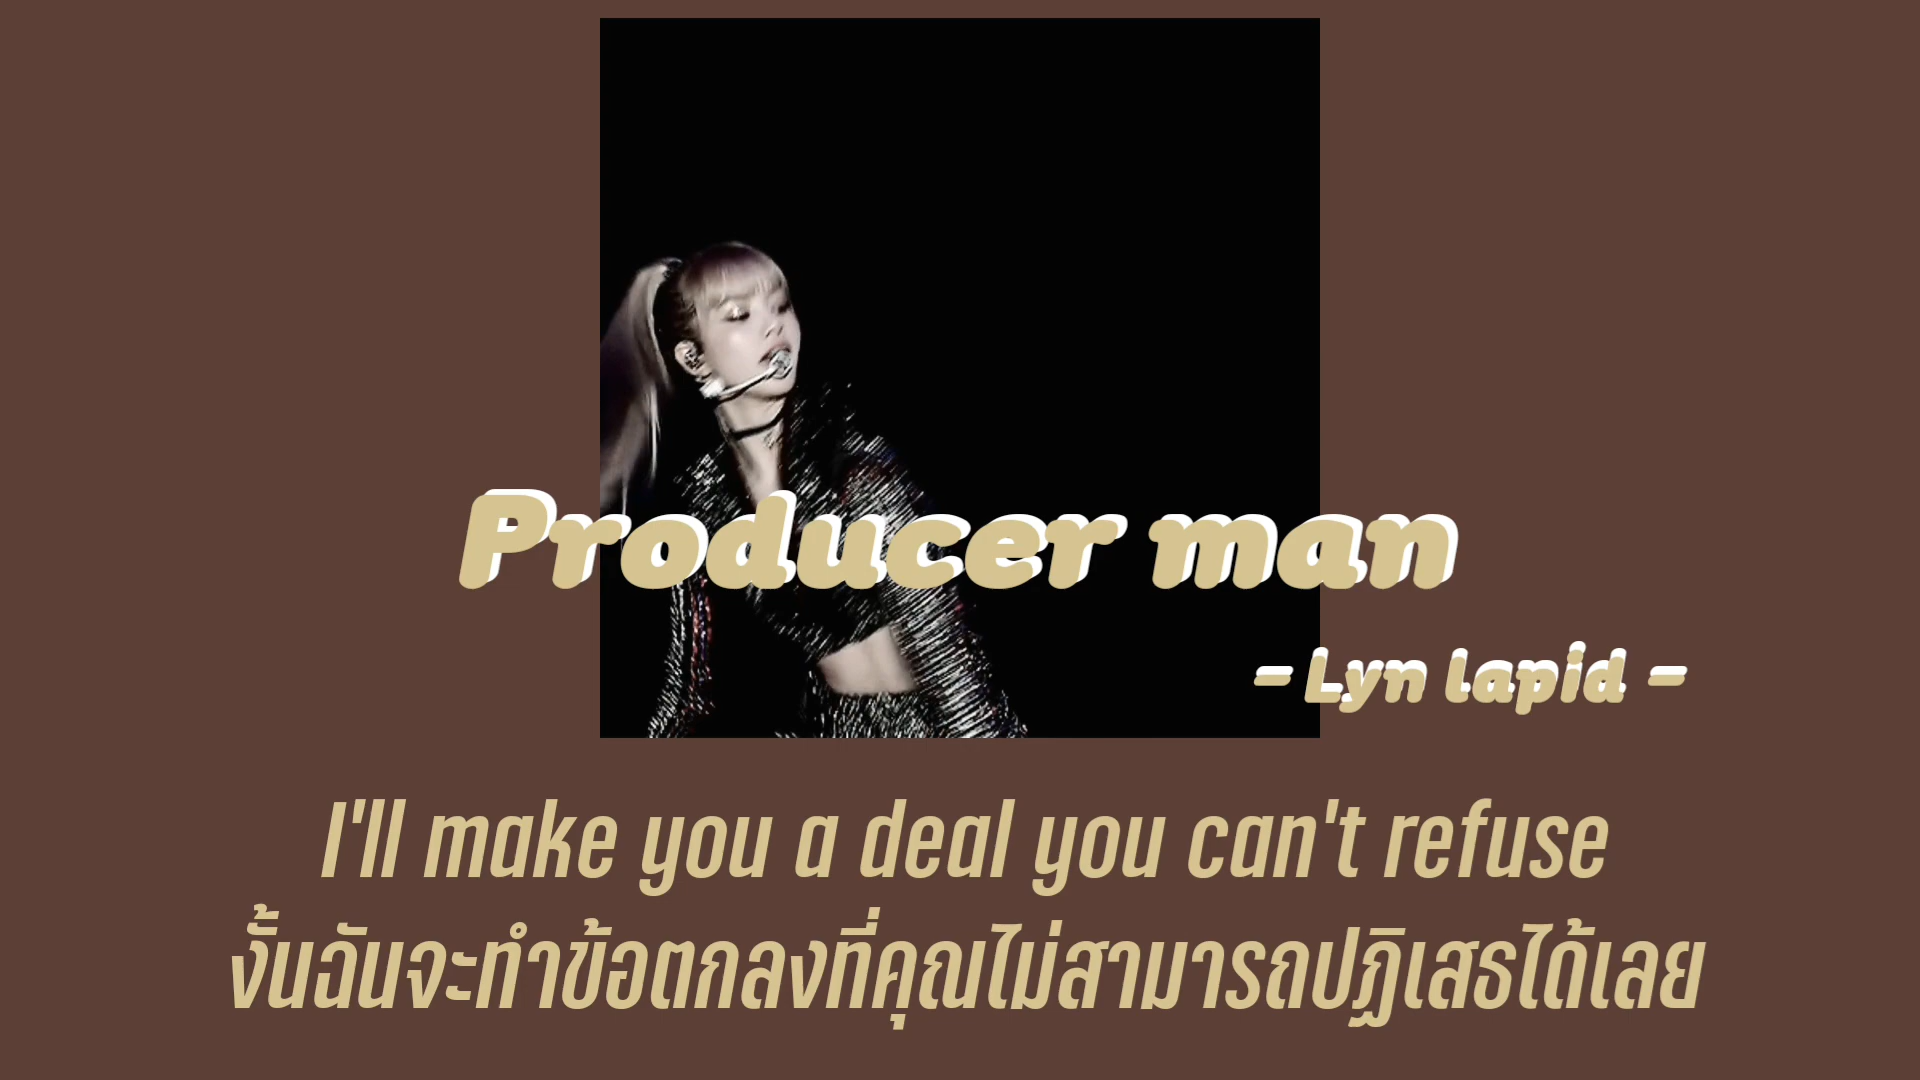 Producer man
- Lyn lapid -
I'll make you a deal you can't refuse
งั้นฉันจะทำข้อตกลงที่คุณไม่สามารถปฏิเสธได้เลย